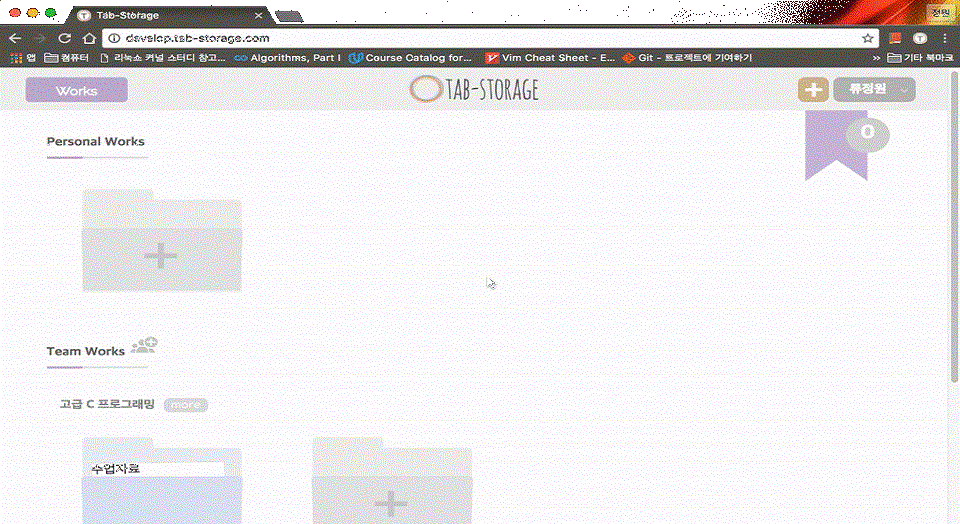 Tab-Storage
정원
develop.tab-storage.com
앱 컴퓨터 리눅스 커널 스터디 참고... Algorithms, Part I Course Catalog for... Vim Cheat Sheet - E... Git - 프로젝트에 기여하기 » 기타 북마크
Works
TAB-STORAGE
류정원
0
Personal Works
Team Works
고급 C 프로그래밍 more
수업자료